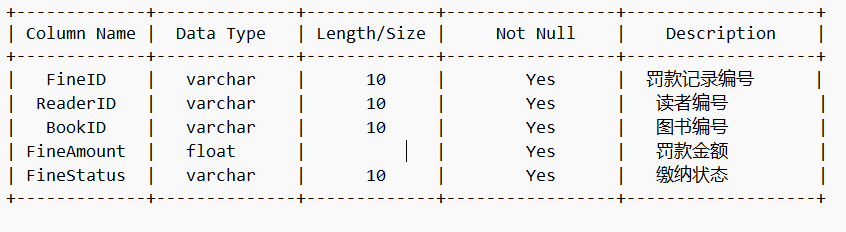 +-------------+--------------+-------------+-----------------+-------------------+
| Column Name | Data Type | Length/Size | Not Null | Description |
+-------------+--------------+-------------+-----------------+-------------------+
| FineID | varchar | 10 | Yes | 罚款记录编号 |
| ReaderID | varchar | 10 | Yes | 读者编号 |
| BookID | varchar | 10 | Yes | 图书编号 |
| FineAmount | float | | Yes | 罚款金额 |
| FineStatus | varchar | 10 | Yes | 缴纳状态 |
+-------------+--------------+-------------+-----------------+-------------------+